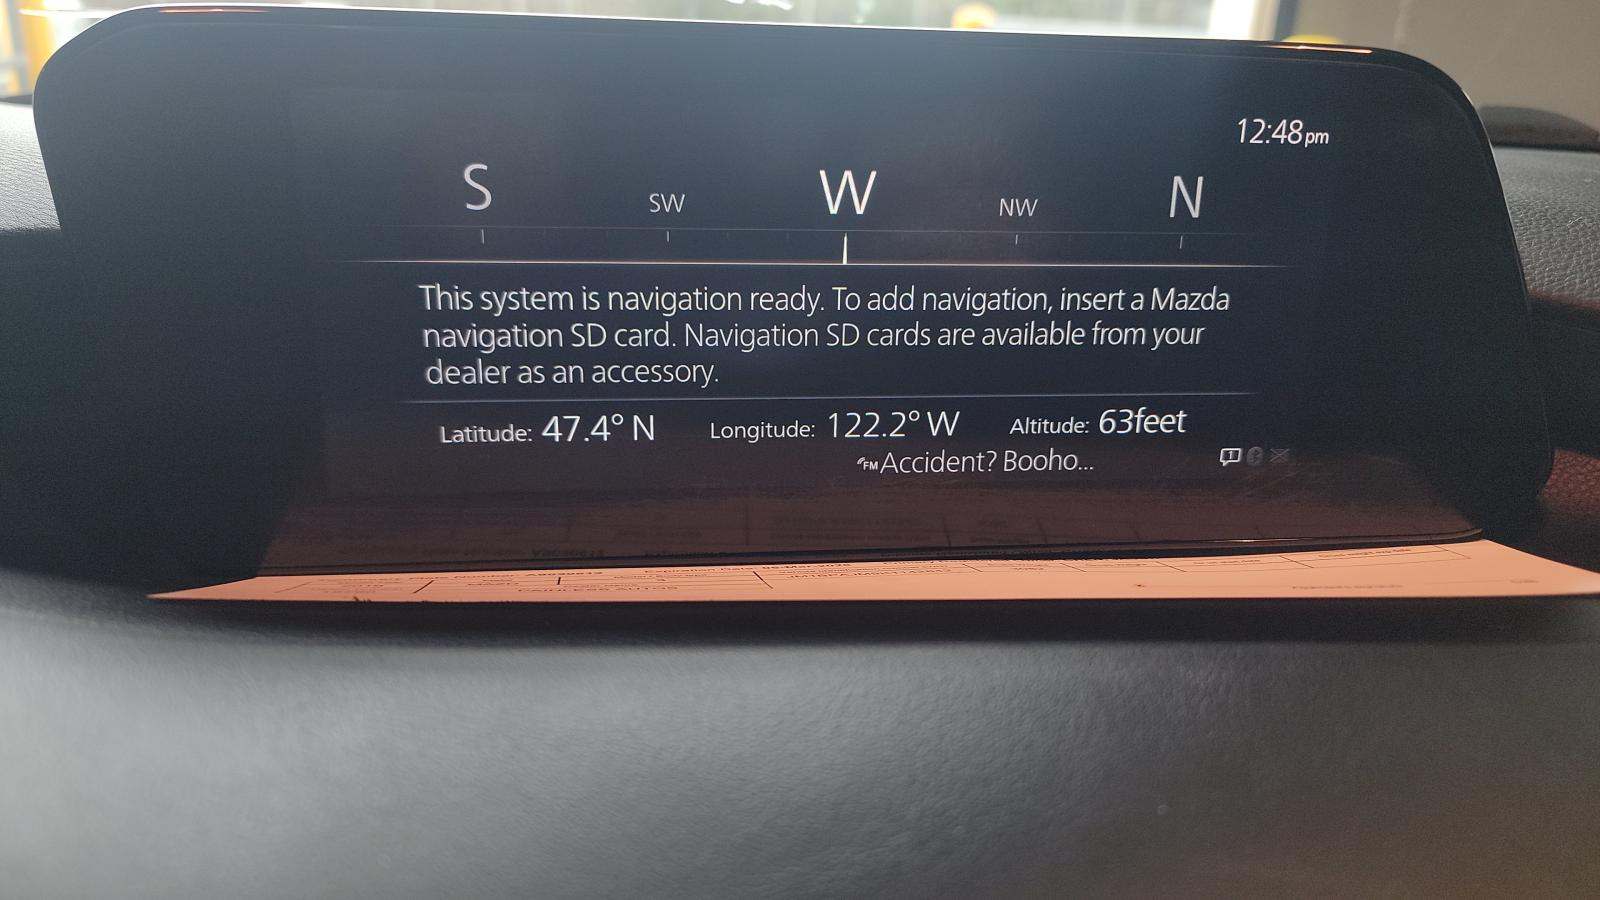 12:48pm
S SW W NW N
This system is navigation ready. To add navigation, insert a Mazda
navigation SD card. Navigation SD cards are available from your
dealer as an accessory.
Latitude: 47.4° N Longitude: 122.2° W Altitude: 63feet
FM Accident? Booho...